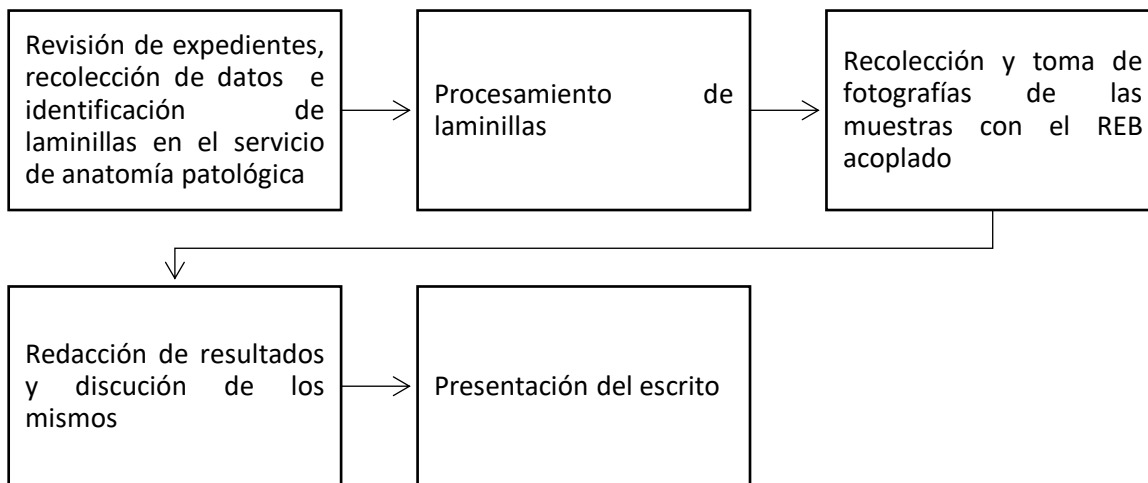 Revisión de expedientes,
recolección de datos e
identificación de
laminillas en el servicio
de anatomía patológica
Procesamiento de
laminillas
Recolección y toma de
fotografías de las
muestras con el REB
acoplado
Redacción de resultados
y discución de los
mismos
Presentación del escrito